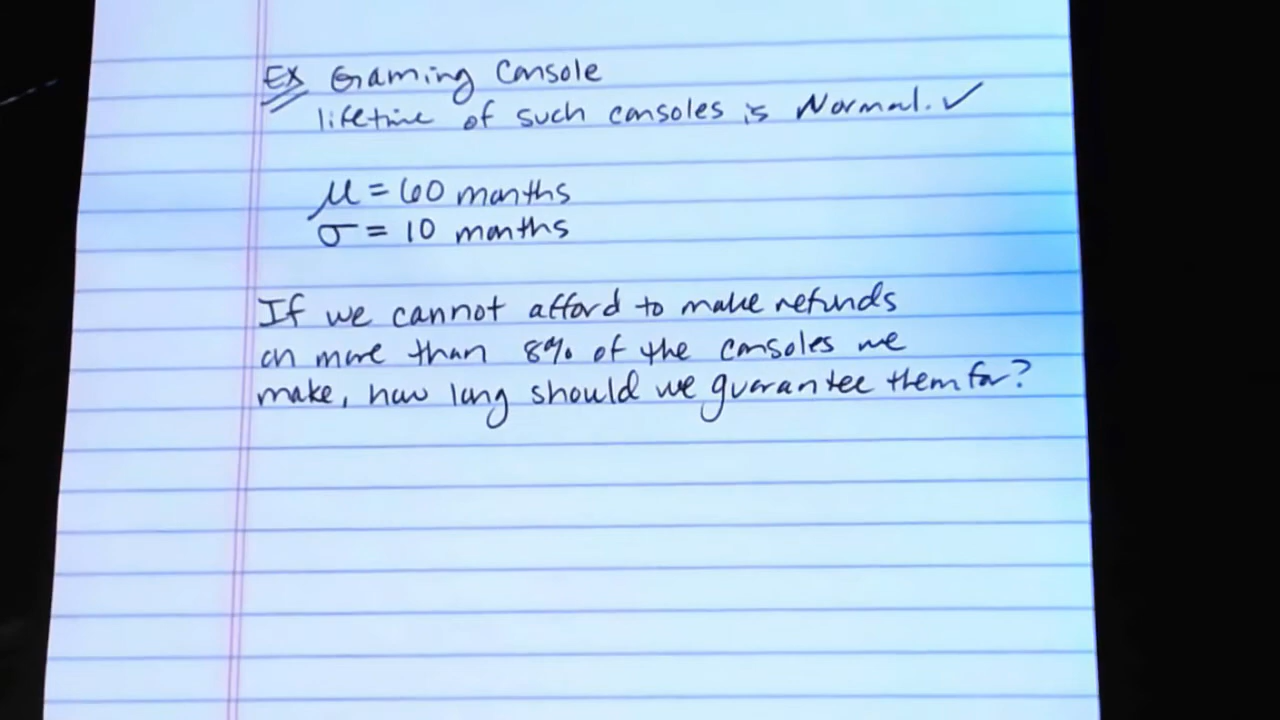 Ex Gaming Console
lifetime of such consoles is Normal. ✓
μ = 60 months
σ = 10 months
If we cannot afford to make refunds
on more than 8% of the consoles we
make, how long should we guarantee them for?